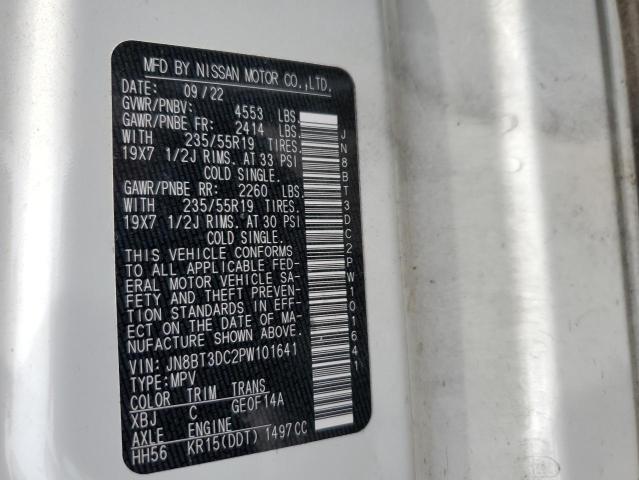 MFD BY NISSAN MOTOR CO.,LTD.
DATE: 09/22
GVWR/PNBV: 4553 LBS.
GAWR/PNBE FR: 2414 LBS.
WITH 235/55R19 TIRES.
19X7 1/2J RIMS. AT 33 PSI
COLD SINGLE.
GAWR/PNBE RR: 2260 LBS.
WITH 235/55R19 TIRES.
19X7 1/2J RIMS. AT 30 PSI
COLD SINGLE.
THIS VEHICLE CONFORMS
TO ALL APPLICABLE FED-
ERAL MOTOR VEHICLE SA-
FETY AND THEFT PREVEN-
TION STANDARDS IN EFF-
ECT ON THE DATE OF MA-
NUFACTURE SHOWN ABOVE.
VIN: JN8BT3DC2PW101641
TYPE:MPV
COLOR TRIM TRANS
XBJ C GE0F14A
AXLE ENGINE
HH56 KR15(DDT) 1497CC
JN8BT3DC2PW101641